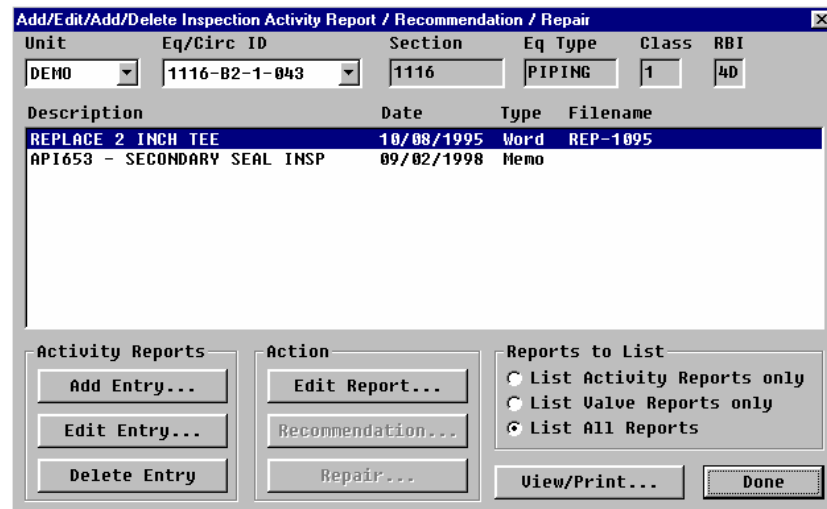 Add/Edit/Add/Delete Inspection Activity Report / Recommendation / Repair
Unit Eq/Circ ID Section Eq Type Class RBI
DEMO 1116-B2-1-043 1116 PIPING 1 4D
Description Date Type Filename
REPLACE 2 INCH TEE 10/08/1995 Word REP-1095
API653 - SECONDARY SEAL INSP 09/02/1998 Memo
Activity Reports Action Reports to List
Add Entry... Edit Report... List Activity Reports only
List Valve Reports only
Edit Entry... Recommendation... List All Reports
Delete Entry Repair... View/Print... Done